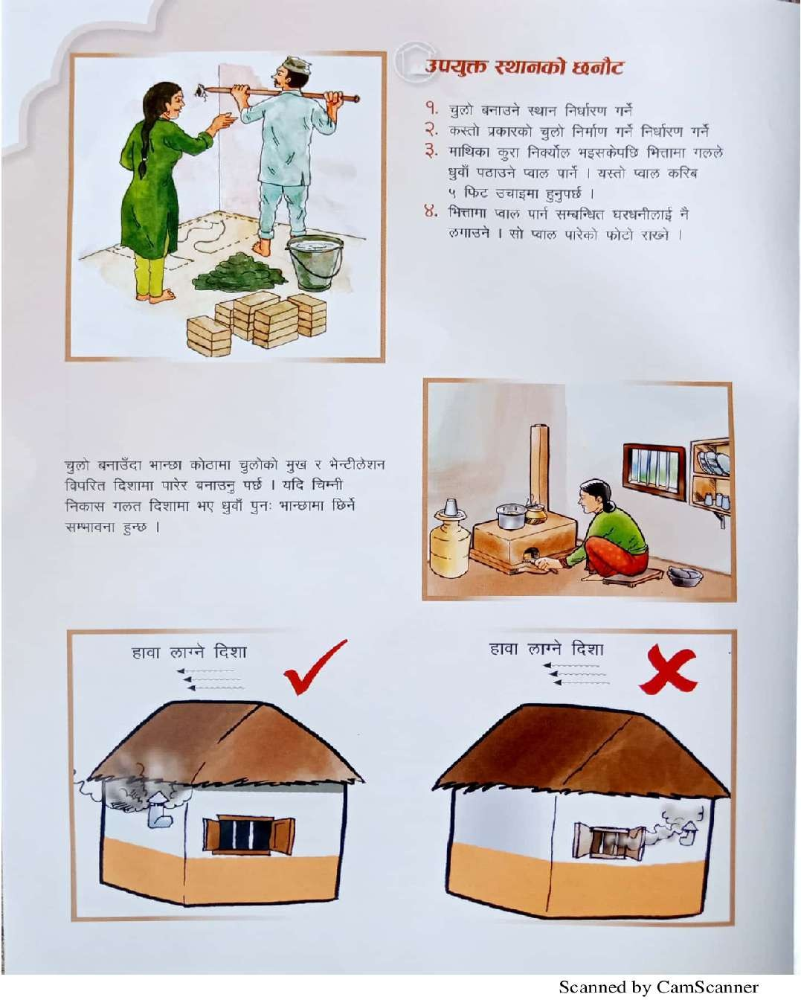 उपयुक्त स्थानको छनौट
१. चुलो बनाउने स्थान निर्धारण गर्ने
२. कस्तो प्रकारको चुलो निर्माण गर्ने निर्धारण गर्ने
३. माथिका कुरा निर्क्योल भइसकेपछि भित्तामा गलले
धुवाँ पठाउने प्वाल पार्ने । यस्तो प्वाल करिब
५ फिट उचाइमा हुनुपर्छ ।
४. भित्तामा प्वाल पार्न सम्बन्धित घरधनीलाई नै
लगाउने । सो प्वाल पारेको फोटो राख्ने ।
चुलो बनाउँदा भान्छा कोठामा चुलोको मुख र भेन्टीलेशन
विपरित दिशामा पारेर बनाउनु पर्छ । यदि चिम्नी
निकास गलत दिशामा भए धुवाँ पुनः भान्छामा छिर्ने
सम्भावना हुन्छ ।
हावा लाग्ने दिशा
हावा लाग्ने दिशा
Scanned by CamScanner